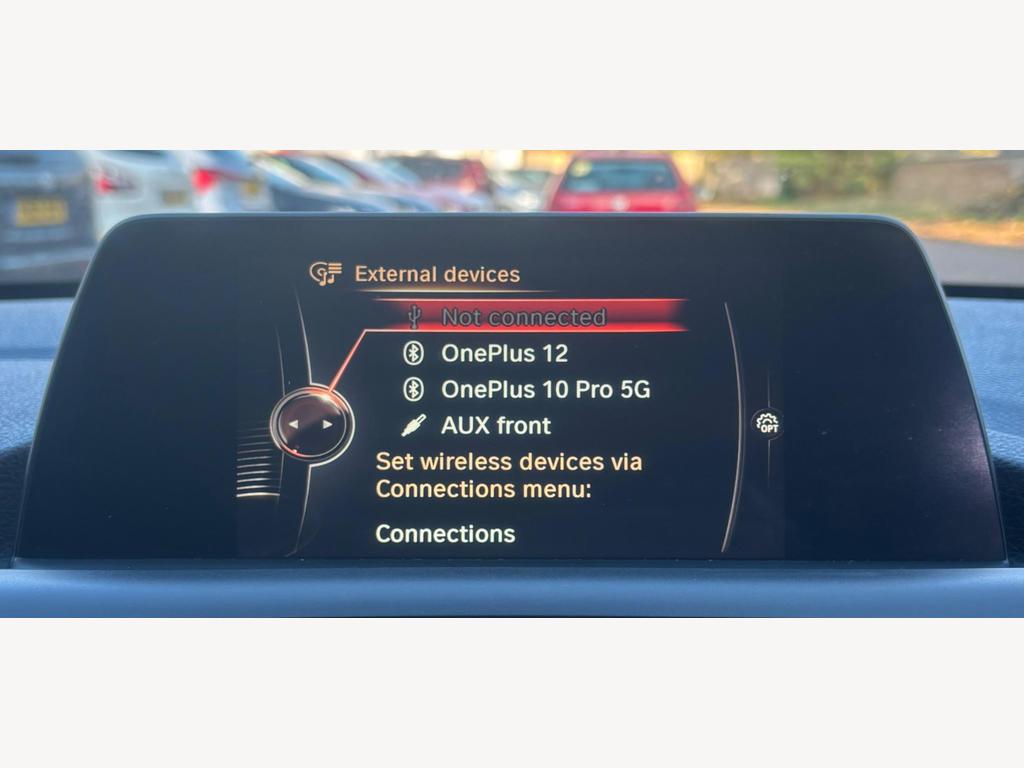 External devices
Not connected
OnePlus 12
OnePlus 10 Pro 5G
AUX front
OPT
Set wireless devices via
Connections menu:
Connections